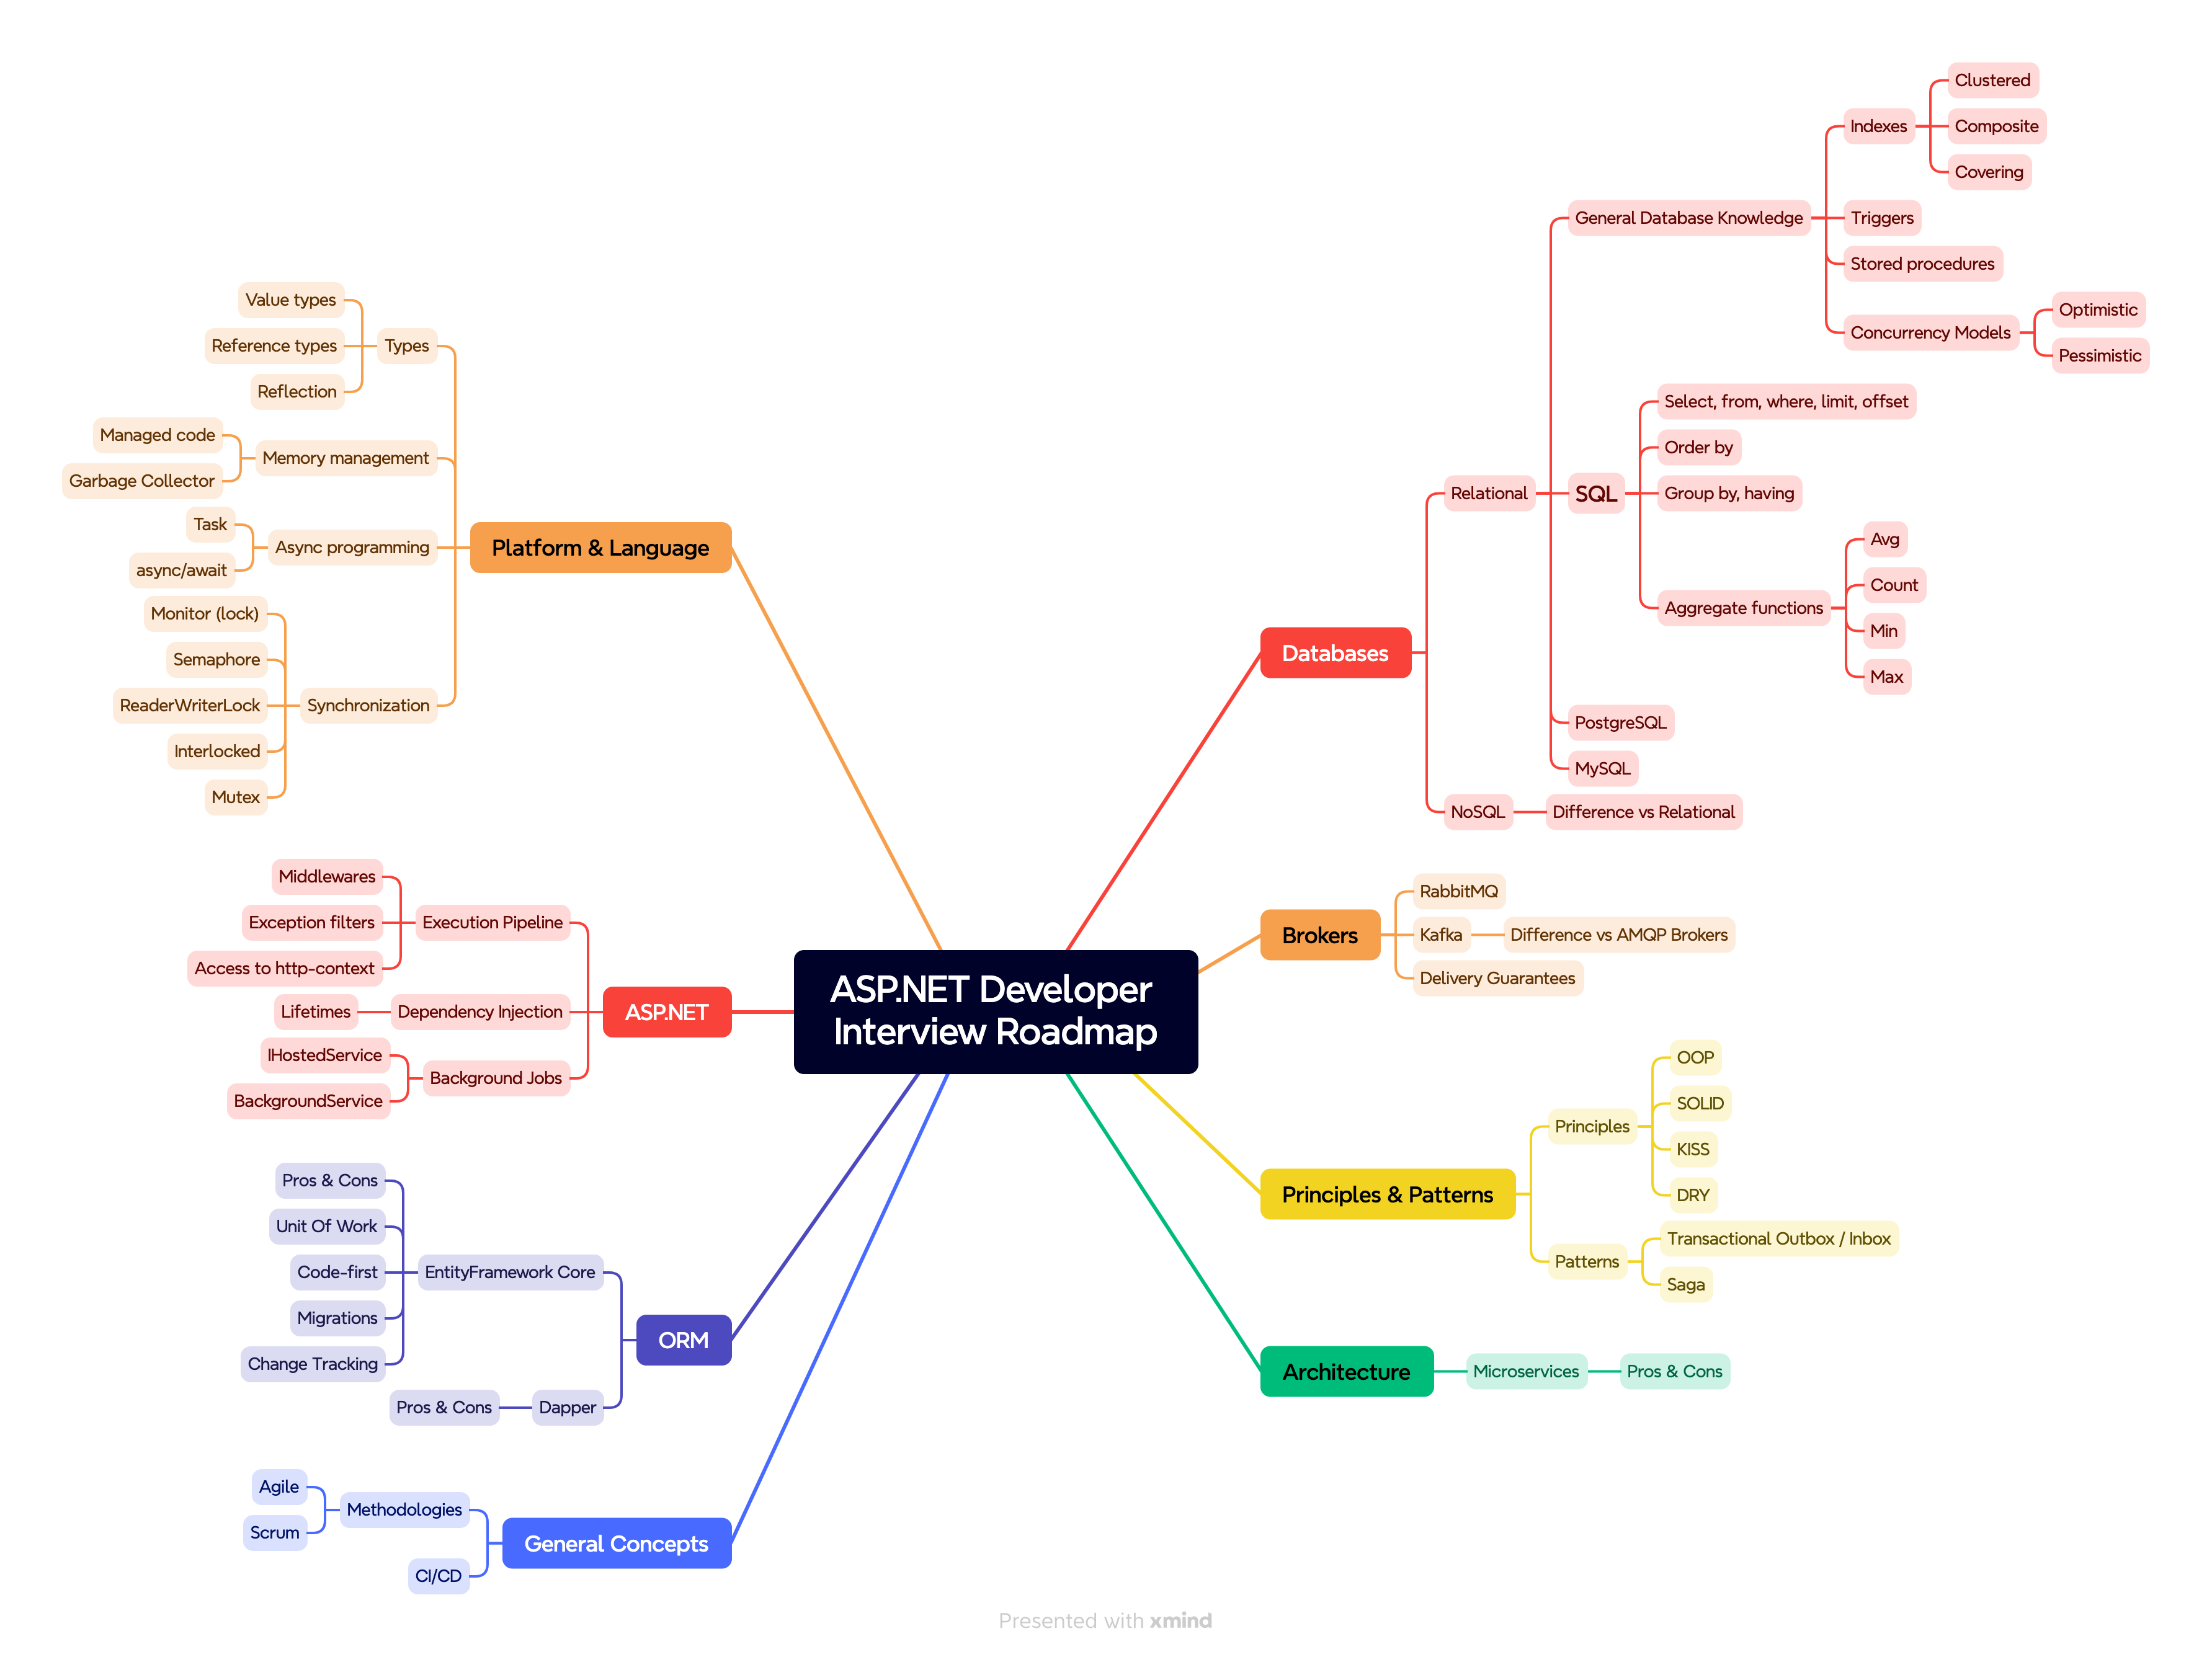 ASP.NET Developer
Interview Roadmap
Databases
Relational
General Database Knowledge
Indexes
Clustered
Composite
Covering
Triggers
Stored procedures
Concurrency Models
Optimistic
Pessimistic
SQL
Select, from, where, limit, offset
Order by
Group by, having
Aggregate functions
Avg
Count
Min
Max
PostgreSQL
MySQL
NoSQL
Difference vs Relational
Brokers
RabbitMQ
Kafka
Difference vs AMQP Brokers
Delivery Guarantees
Principles & Patterns
Principles
OOP
SOLID
KISS
DRY
Patterns
Transactional Outbox / Inbox
Saga
Architecture
Microservices
Pros & Cons
Platform & Language
Types
Value types
Reference types
Reflection
Memory management
Managed code
Garbage Collector
Async programming
Task
async/await
Synchronization
Monitor (lock)
Semaphore
ReaderWriterLock
Interlocked
Mutex
ASP.NET
Execution Pipeline
Middlewares
Exception filters
Access to http-context
Dependency Injection
Lifetimes
Background Jobs
IHostedService
BackgroundService
ORM
EntityFramework Core
Pros & Cons
Unit Of Work
Code-first
Migrations
Change Tracking
Dapper
Pros & Cons
General Concepts
Methodologies
Agile
Scrum
CI/CD
Presented with xmind